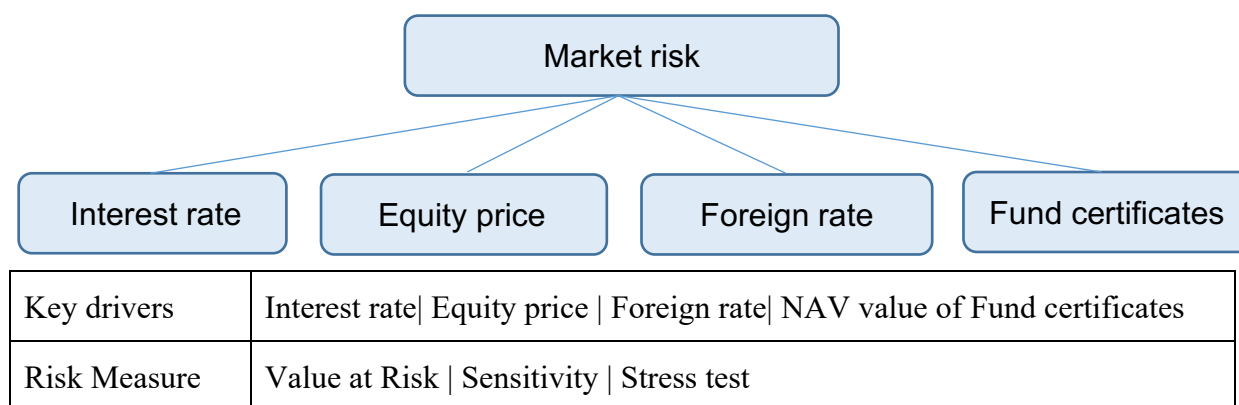 Market risk
Interest rate
Equity price
Foreign rate
Fund certificates
Key drivers
Interest rate| Equity price | Foreign rate| NAV value of Fund certificates
Risk Measure
Value at Risk | Sensitivity | Stress test